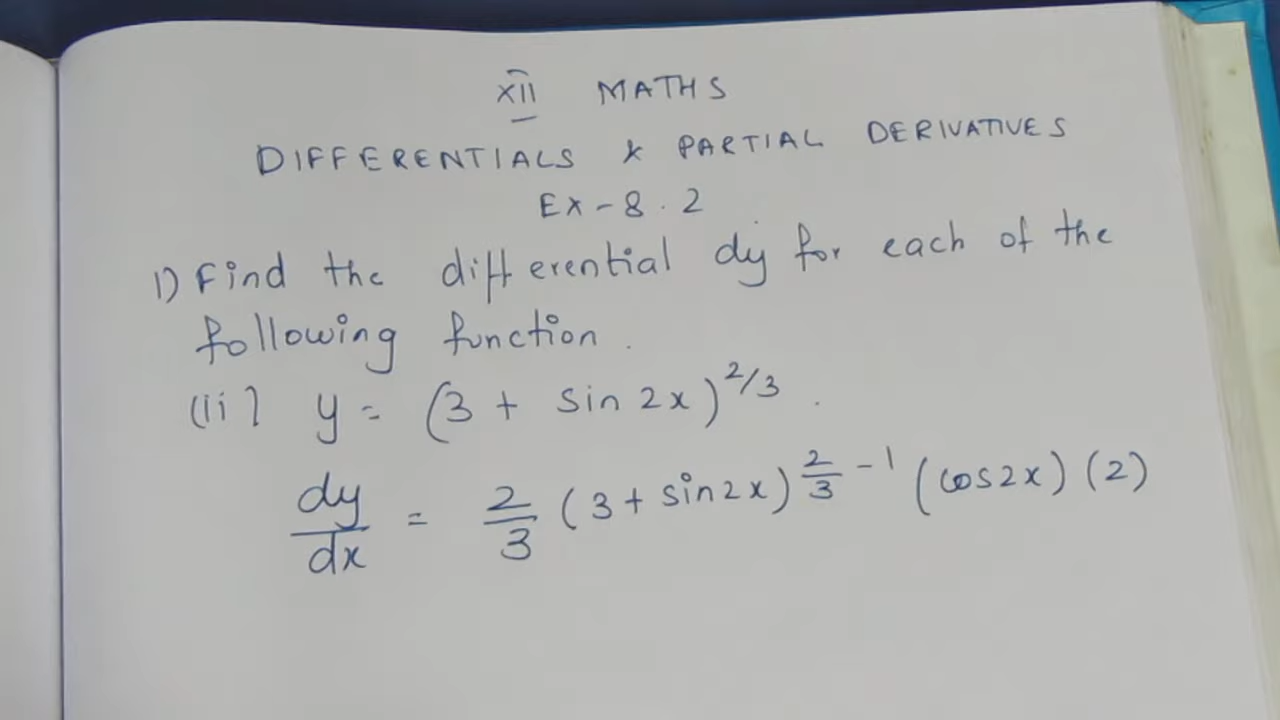 XII MATHS
DIFFERENTIALS & PARTIAL DERIVATIVES
EX-8.2
1) Find the differential dy for each of the
following function.
(ii) y = (3 + sin 2x)^2/3.
dy/dx = 2/3 (3 + sin2x)^2/3 - 1 (cos2x) (2)